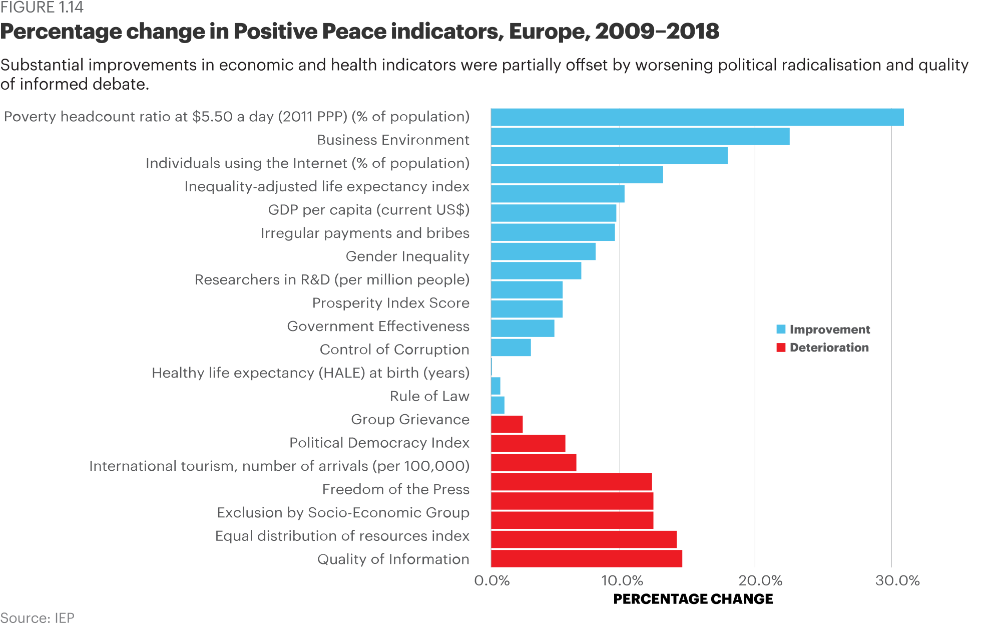 FIGURE 1.14
Percentage change in Positive Peace indicators, Europe, 2009–2018
Substantial improvements in economic and health indicators were partially offset by worsening political radicalisation and quality
of informed debate.
Poverty headcount ratio at $5.50 a day (2011 PPP) (% of population)
Business Environment
Individuals using the Internet (% of population)
Inequality-adjusted life expectancy index
GDP per capita (current US$)
Irregular payments and bribes
Gender Inequality
Researchers in R&D (per million people)
Prosperity Index Score
Government Effectiveness
Control of Corruption
Healthy life expectancy (HALE) at birth (years)
Rule of Law
Group Grievance
Political Democracy Index
International tourism, number of arrivals (per 100,000)
Freedom of the Press
Exclusion by Socio-Economic Group
Equal distribution of resources index
Quality of Information
Improvement
Deterioration
0.0% 10.0% 20.0% 30.0%
PERCENTAGE CHANGE
Source: IEP